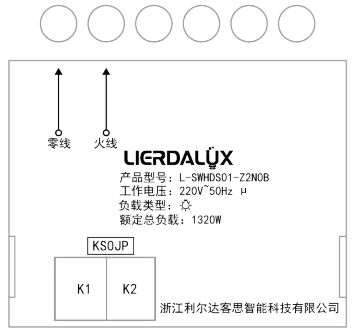 零线 火线
LIERDALUX
产品型号：L-SWHDS01-Z2N0B
工作电压：220V~50Hz μ
负载类型：
额定总负载：1320W
KS0JP
K1 K2
浙江利尔达客思智能科技有限公司